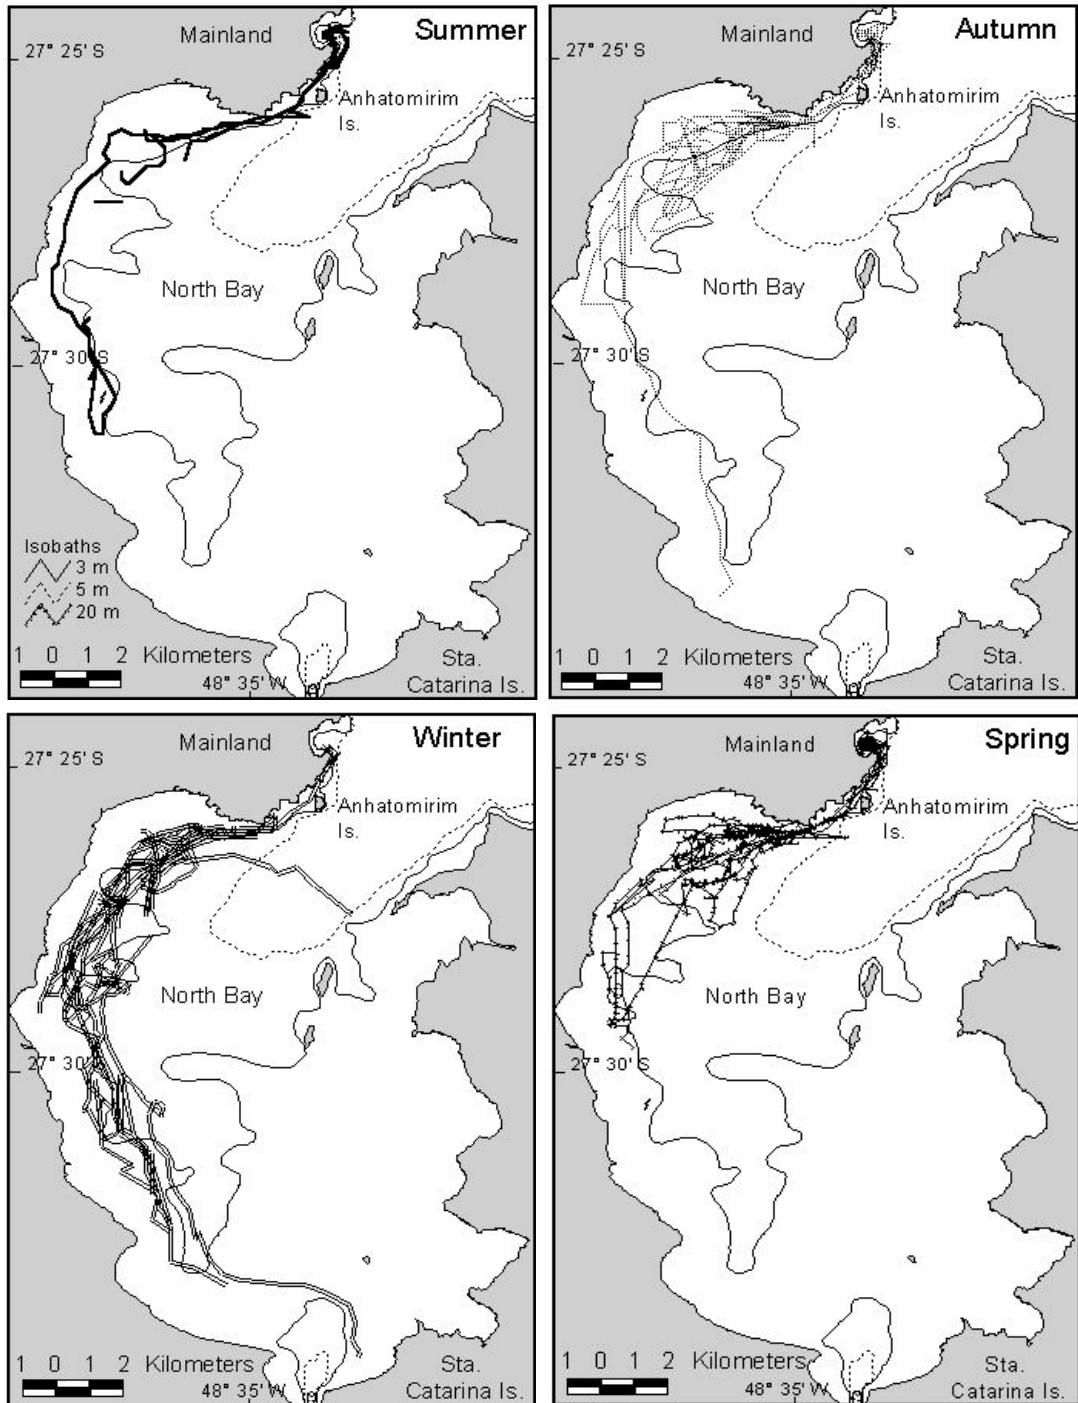 Mainland
Summer
27° 25' S
Anhatomirim
Is.
North Bay
27° 30' S
Isobaths
3 m
5 m
20 m
1 0 1 2 Kilometers
48° 35' W
Sta.
Catarina Is.
Mainland
Autumn
27° 25' S
Anhatomirim
Is.
North Bay
27° 30' S
1 0 1 2 Kilometers
48° 35' W
Sta.
Catarina Is.
Mainland
Winter
27° 25' S
Anhatomirim
Is.
North Bay
27° 30'
1 0 1 2 Kilometers
48° 35' W
Sta.
Catarina Is.
Mainland
Spring
27° 25' S
Anhatomirim
Is.
North Bay
27° 30' S
1 0 1 2 Kilometers
48° 35' W
Sta.
Catarina Is.